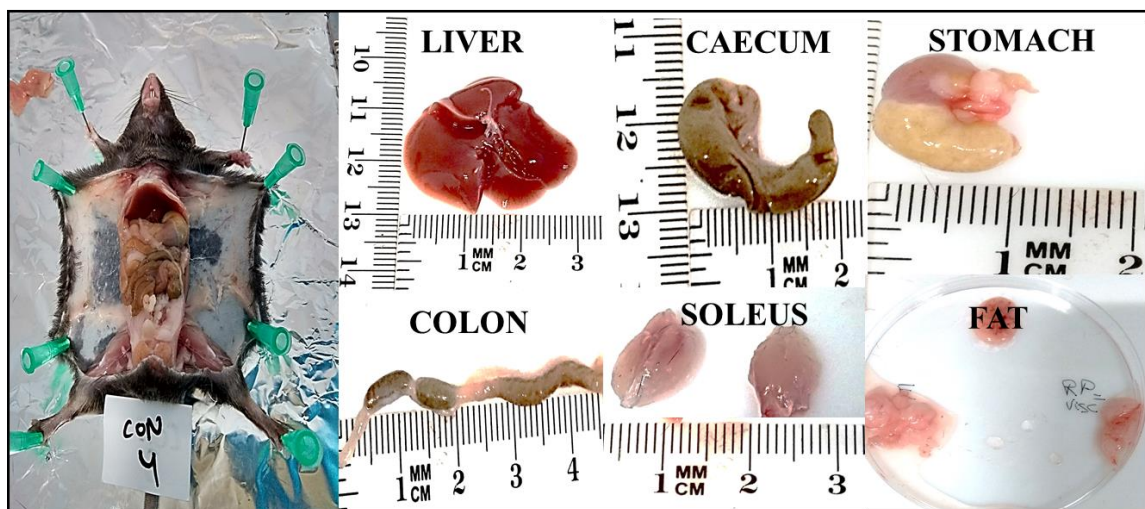 CON
4
LIVER
10
11
12
13
14
1 MM 2 3
CM
CAECUM
11
12
13
1 MM 2
CM
STOMACH
1 MM 2
CM
COLON
1 MM 2 3 4
CM
SOLEUS
1 MM 2 3
CM
FAT
E
RP=
VISC